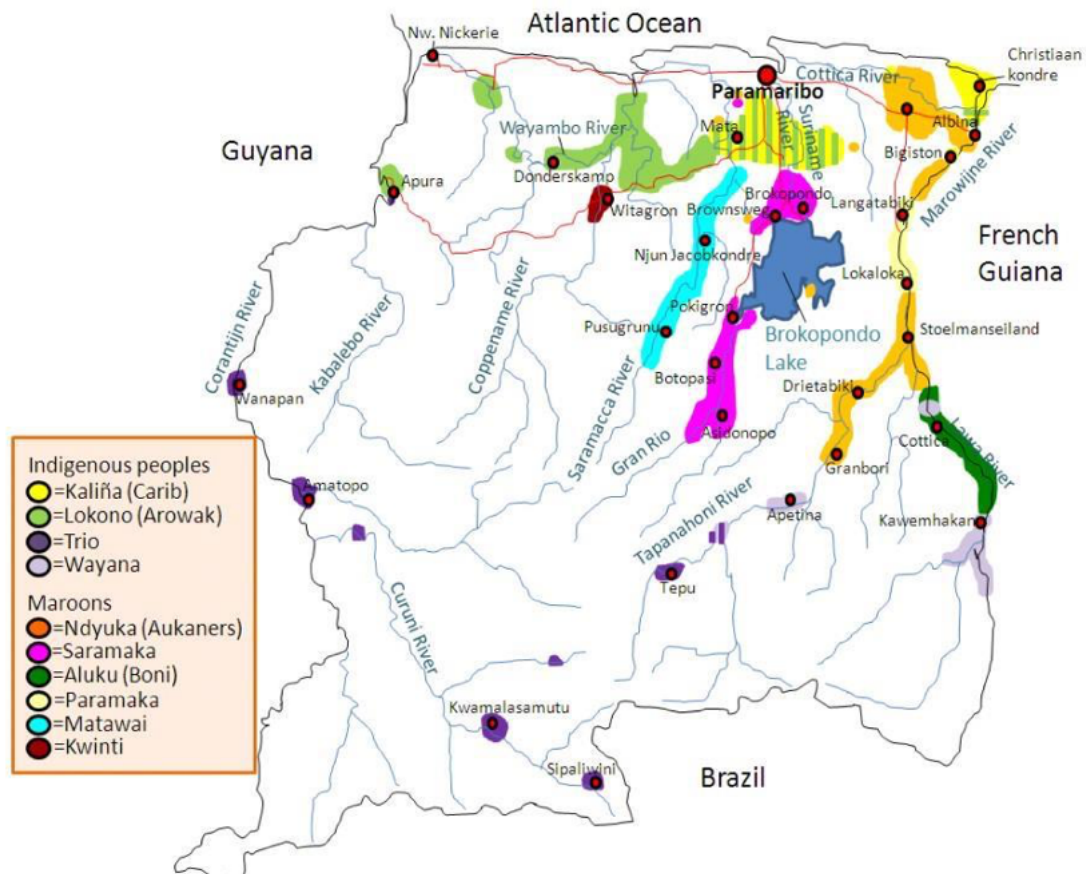 Atlantic Ocean
Nw. Nickerie
Christiaan
kondre
Cottica River
Paramaribo
Suriname
River
Albina
Mata
Wayambo River
Guyana
Bigiston
Marowijne River
Donderskamp
Apura
Witagron
Brokopondo
Brownsweg
Langatabiki
French
Guiana
Njun Jacobkondre
Lokaloka
Corantijn River
Kabalebo River
Coppename River
Pokigron
Pusugrunu
Stoelmanseiland
Brokopondo
Lake
Saramacca River
Botopasi
Drietabiki
Wanapan
Gran Rio
Asidonopo
Cottica
Lawa River
Granbori
Indigenous peoples
=Kaliña (Carib)
=Lokono (Arowak)
=Trio
=Wayana
Maroons
=Ndyuka (Aukaners)
=Saramaka
=Aluku (Boni)
=Paramaka
=Matawai
=Kwinti
Amatopo
Tapanahoni River
Apetina
Kawemhakan
Tepu
Curuni River
Kwamalasamutu
Sipaliwini
Brazil